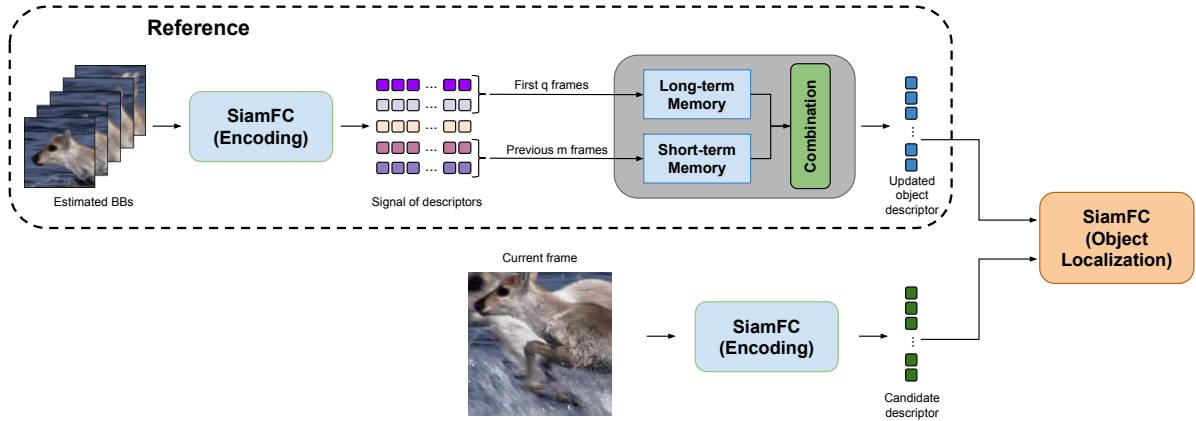 Reference
Estimated BBs
SiamFC
(Encoding)
...
...
...
...
...
Signal of descriptors
First q frames
Previous m frames
Long-term
Memory
Short-term
Memory
Combination
...
Updated
object
descriptor
SiamFC
(Object
Localization)
Current frame
SiamFC
(Encoding)
...
Candidate
descriptor